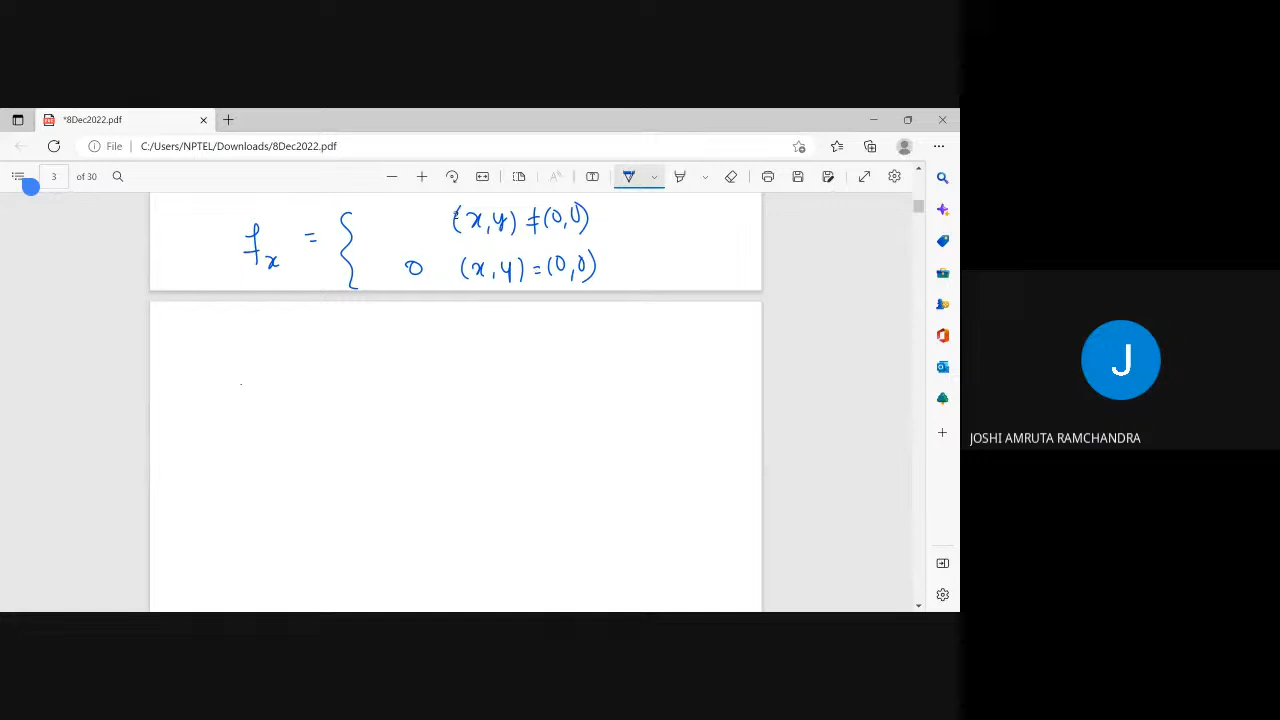 *8Dec2022.pdf
File C:/Users/NPTEL/Downloads/8Dec2022.pdf
3 of 30
f_x = { (x,y) ≠ (0,0)
0 (x,y) = (0,0)
J
JOSHI AMRUTA RAMCHANDRA